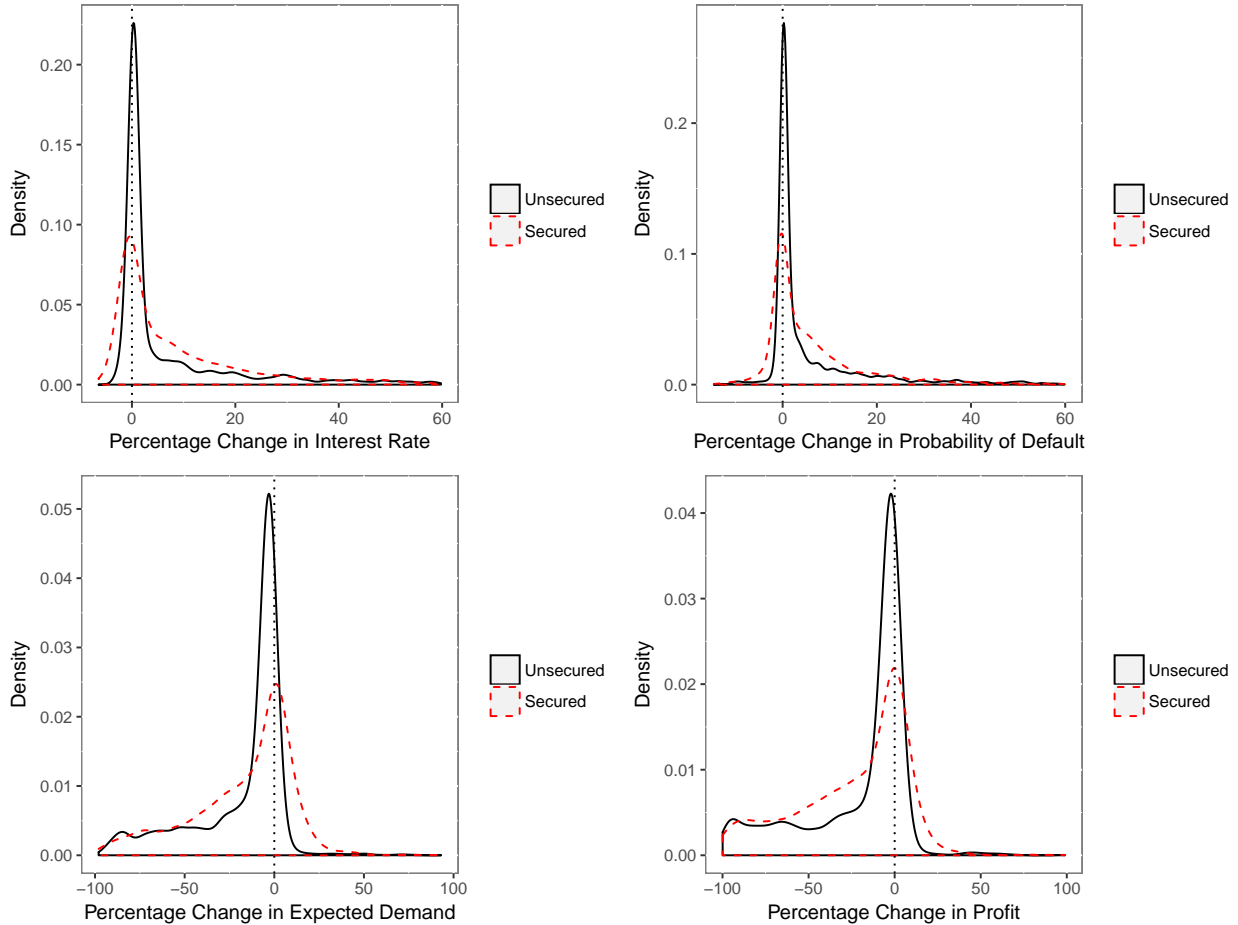 0.20
0.15
0.10
0.05
0.00
Density
0
20
40
60
Percentage Change in Interest Rate
Unsecured
Secured
0.2
0.1
0.0
Density
−10
0
20
40
60
Percentage Change in Probability of Default
Unsecured
Secured
0.05
0.04
0.03
0.02
0.01
0.00
Density
−100
−50
0
50
100
Percentage Change in Expected Demand
Unsecured
Secured
0.04
0.03
0.02
0.01
0.00
Density
−100
−50
0
50
100
Percentage Change in Profit
Unsecured
Secured